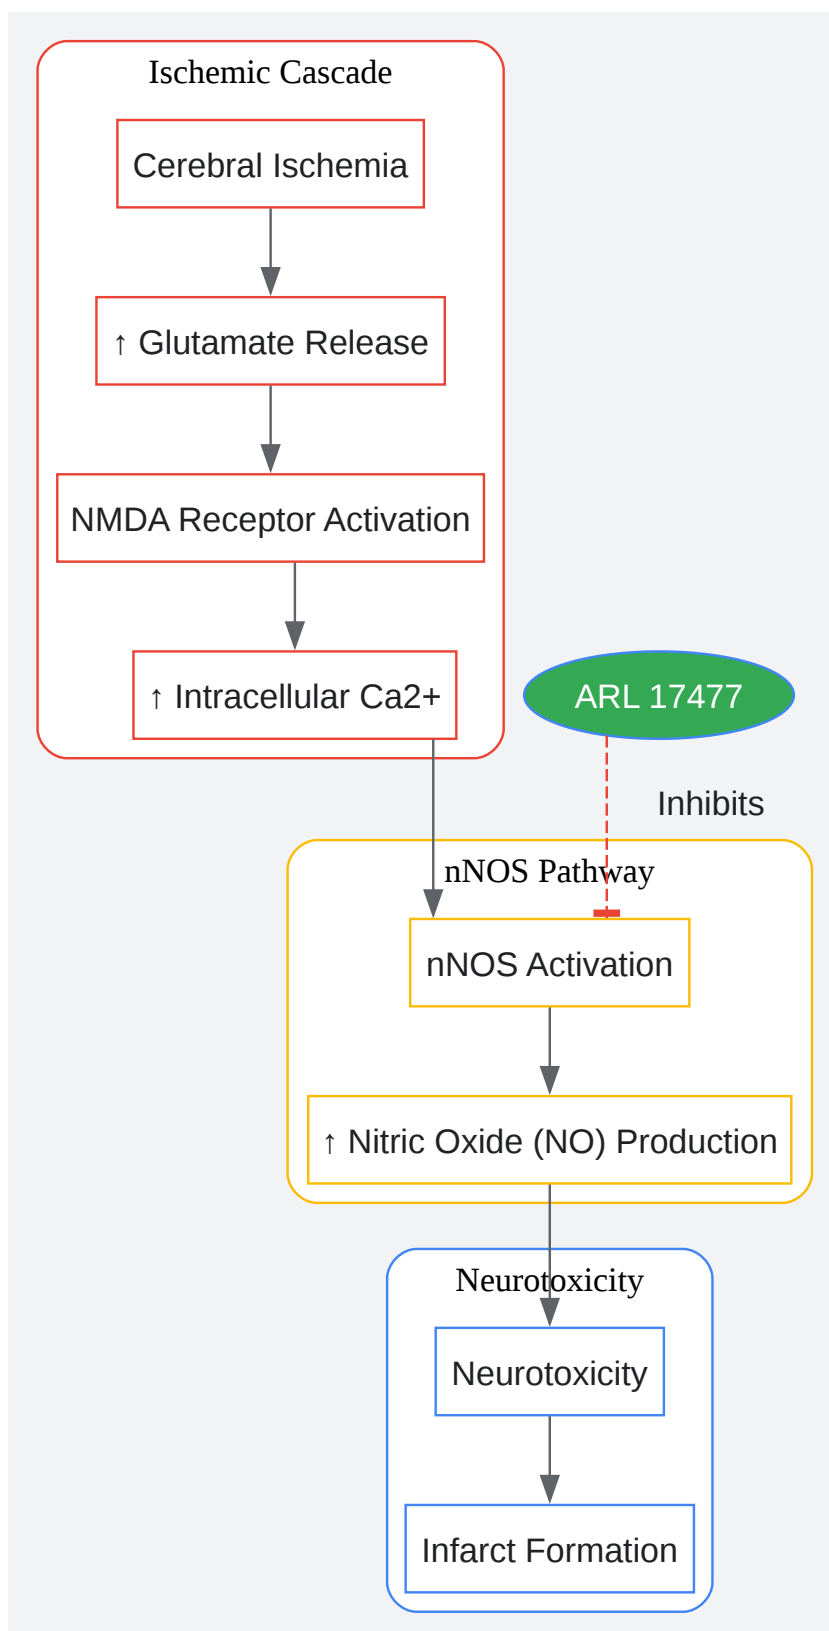 Ischemic Cascade
Cerebral Ischemia
↑ Glutamate Release
NMDA Receptor Activation
↑ Intracellular Ca2+
ARL 17477
Inhibits
nNOS Pathway
nNOS Activation
↑ Nitric Oxide (NO) Production
Neurotoxicity
Neurotoxicity
Infarct Formation